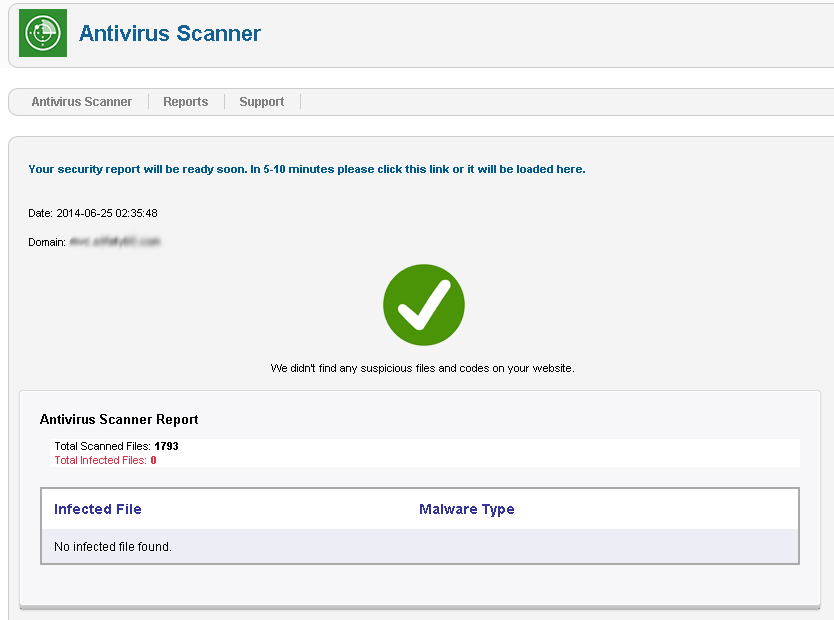 Antivirus Scanner
Antivirus Scanner
Reports
Support
Your security report will be ready soon. In 5-10 minutes please click this link or it will be loaded here.
Date: 2014-06-25 02:35:48
Domain:
We didn't find any suspicious files and codes on your website.
Antivirus Scanner Report
Total Scanned Files: 1793
Total Infected Files: 0
Infected File
Malware Type
No infected file found.